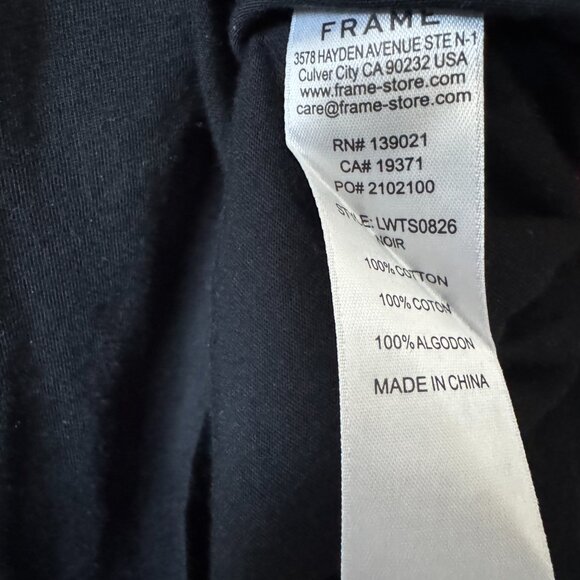 FRAME
3578 HAYDEN AVENUE STE N-1
Culver City CA 90232 USA
www.frame-store.com
care@frame-store.com
RN# 139021
CA# 19371
PO# 2102100
STYLE: LWTS0826
NOIR
100% COTTON
100% COTON
100% ALGODON
MADE IN CHINA